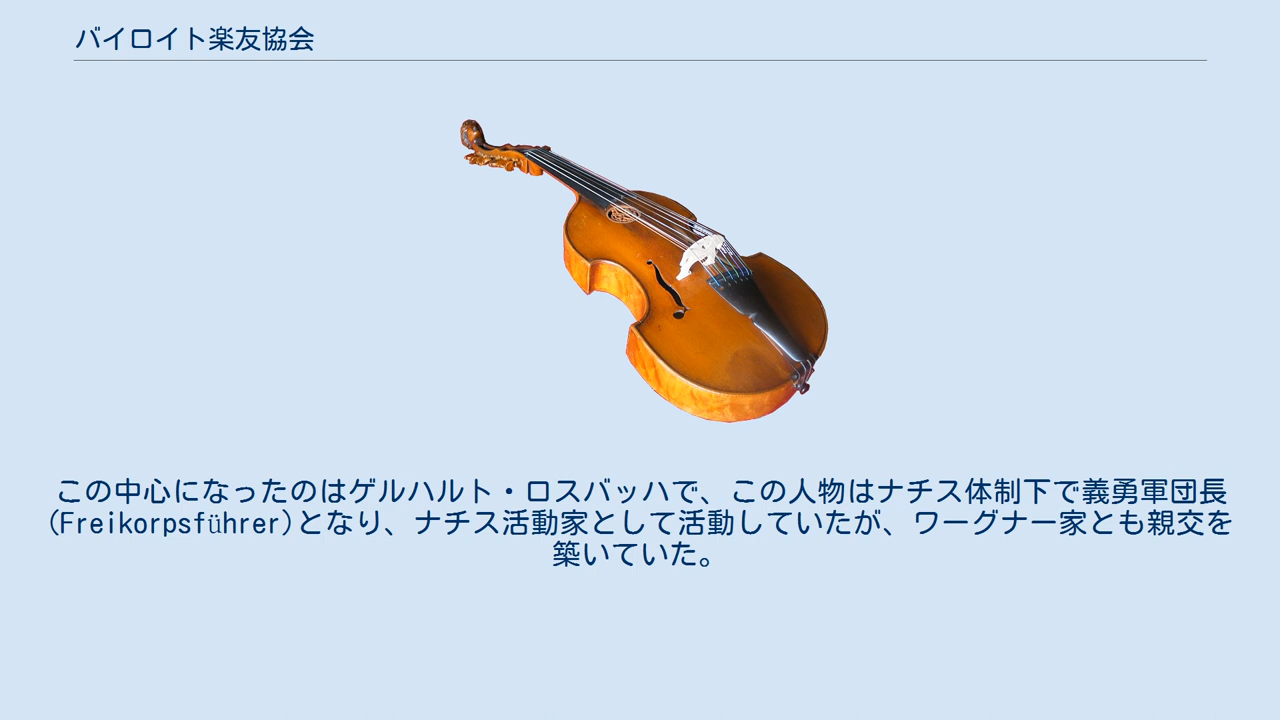 バイロイト楽友協会
この中心になったのはゲルハルト・ロスバッハで、この人物はナチス体制下で義勇軍団長
(Freikorpsführer)となり、ナチス活動家として活動していたが、ワーグナー家とも親交を
築いていた。